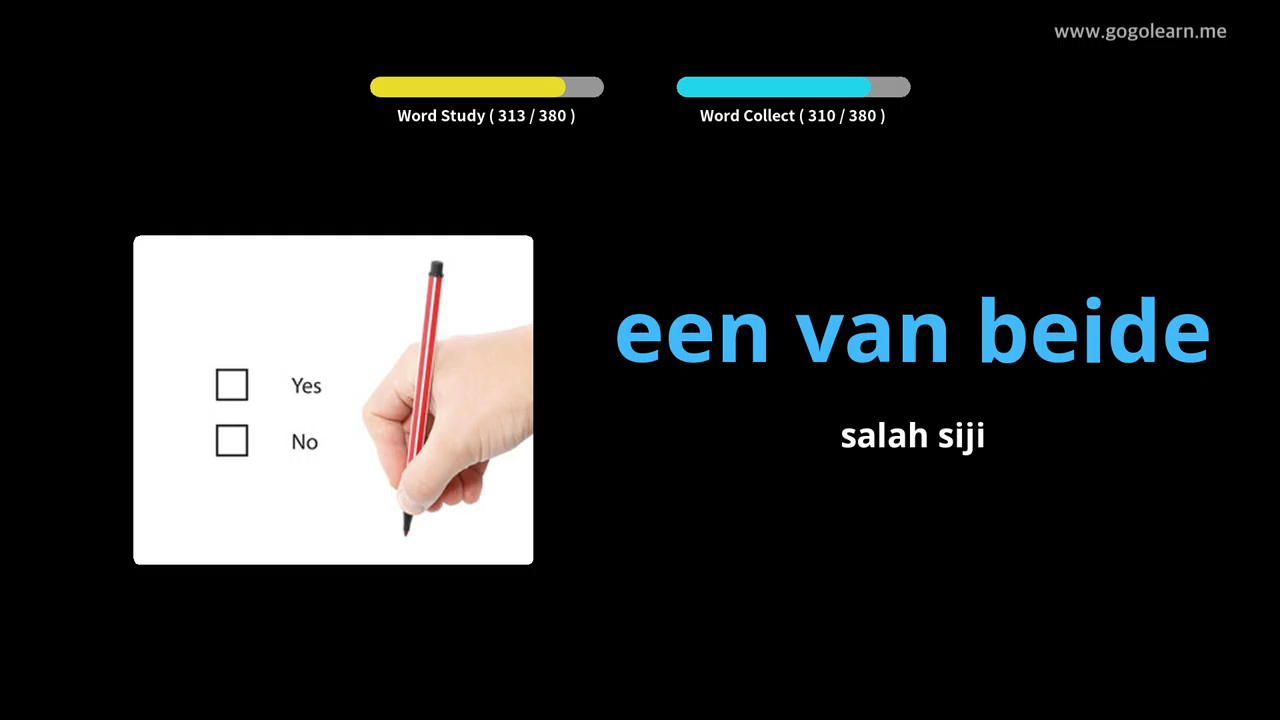 www.gogolearn.me
Word Study ( 313 / 380 )
Word Collect ( 310 / 380 )
Yes
No
een van beide
salah siji